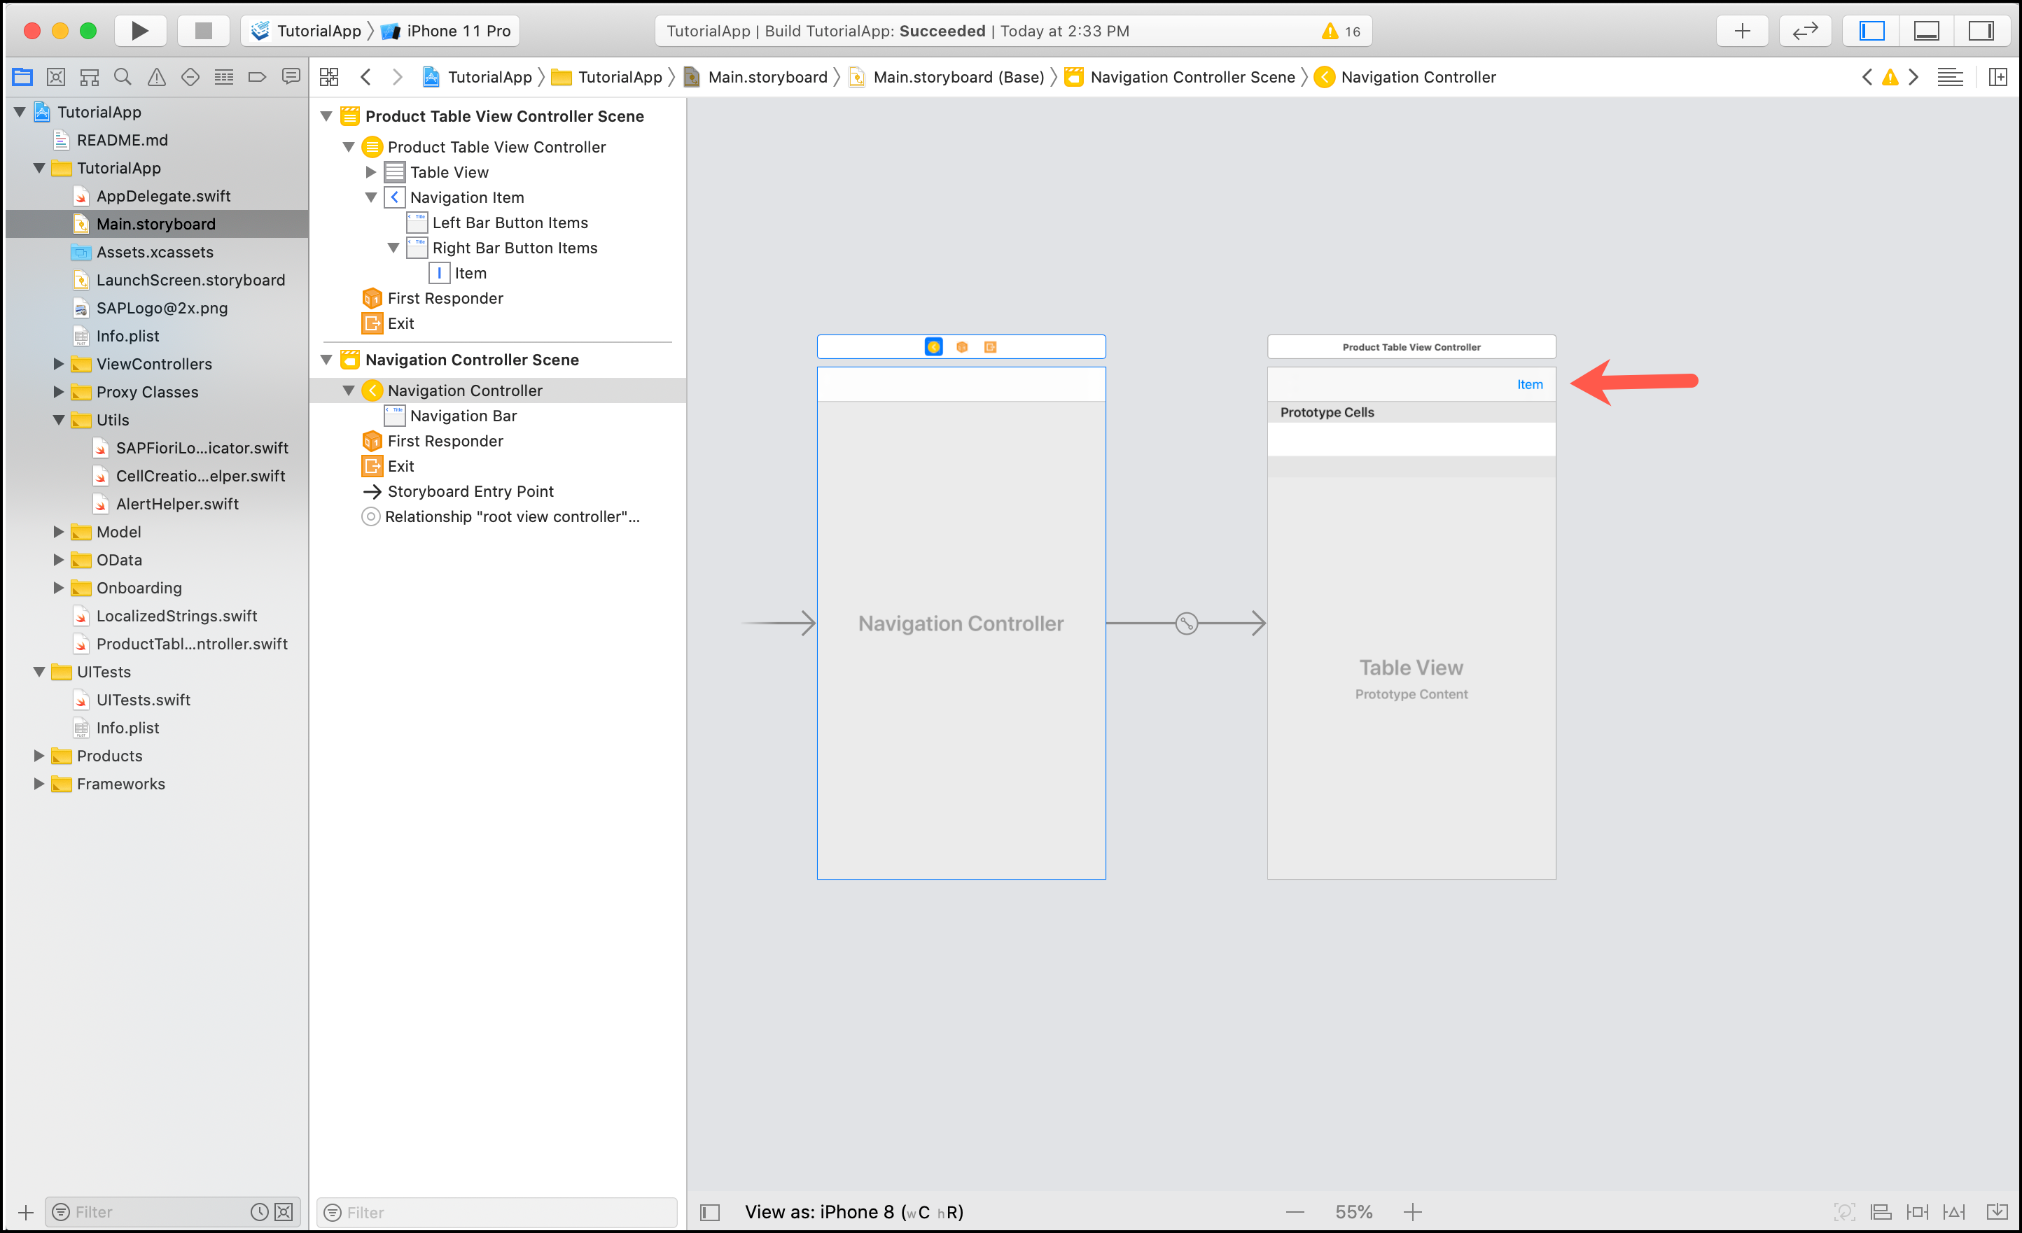 TutorialApp iPhone 11 Pro
TutorialApp | Build TutorialApp: Succeeded | Today at 2:33 PM
16
TutorialApp TutorialApp Main.storyboard Main.storyboard (Base) Navigation Controller Scene Navigation Controller
TutorialApp
README.md
TutorialApp
AppDelegate.swift
Main.storyboard
Assets.xcassets
LaunchScreen.storyboard
SAPLogo@2x.png
Info.plist
ViewControllers
Proxy Classes
Utils
SAPFioriLo...icator.swift
CellCreatio...elper.swift
AlertHelper.swift
Model
OData
Onboarding
LocalizedStrings.swift
ProductTabl...ntroller.swift
UITests
UITests.swift
Info.plist
Products
Frameworks
Filter
Product Table View Controller Scene
Product Table View Controller
Table View
Navigation Item
Left Bar Button Items
Right Bar Button Items
Item
First Responder
Exit
Navigation Controller Scene
Navigation Controller
Navigation Bar
First Responder
Exit
Storyboard Entry Point
Relationship "root view controller"...
Filter
Navigation Controller
Product Table View Controller
Item
Prototype Cells
Table View
Prototype Content
View as: iPhone 8 (wC hR)
55%